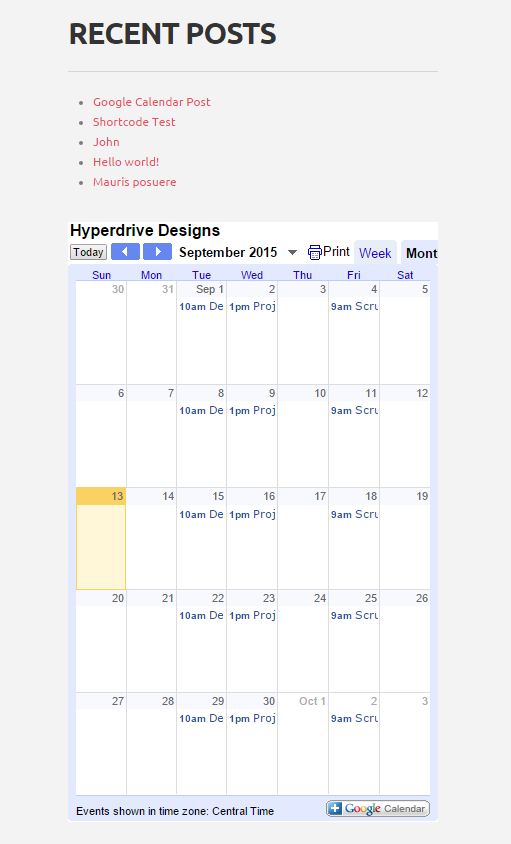 RECENT POSTS
Google Calendar Post
Shortcode Test
John
Hello world!
Mauris posuere
Hyperdrive Designs
Today September 2015 Print Week Mont
Sun Mon Tue Wed Thu Fri Sat
30 31 Sep 1 2 3 4 5
10am De 1pm Proj 9am Scru
6 7 8 9 10 11 12
10am De 1pm Proj 9am Scru
13 14 15 16 17 18 19
10am De 1pm Proj 9am Scru
20 21 22 23 24 25 26
10am De 1pm Proj 9am Scru
27 28 29 30 Oct 1 2 3
10am De 1pm Proj 9am Scru
Events shown in time zone: Central Time Google Calendar